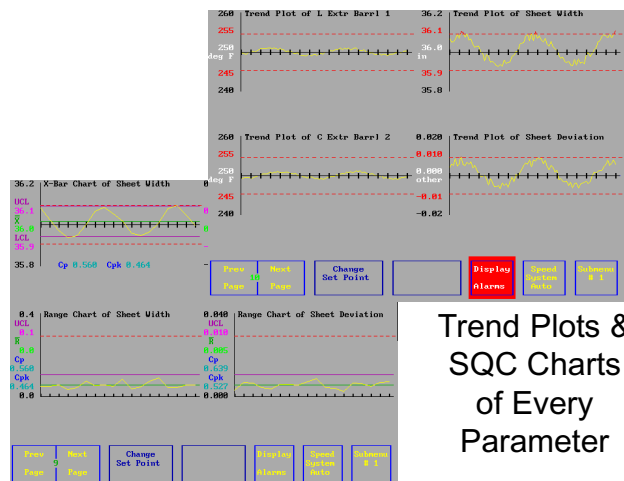 260 Trend Plot of L Extr Barrl 1
255
250
deg F
245
240
36.2 Trend Plot of Sheet Width
36.1
36.0
in
35.9
35.8
260 Trend Plot of C Extr Barrl 2
255
250
deg F
245
240
0.020 Trend Plot of Sheet Deviation
0.010
0.000
other
-0.01
-0.02
36.2 X-Bar Chart of Sheet Width
UCL
36.1
X
36.0
LCL
35.9
35.8
Cp 0.560 Cpk 0.464
0
0
0
-
-
Prev Next
10
Page Page
Change
Set Point
Display
Alarms
Speed
System
Auto
Submenu
# 1
0.4 Range Chart of Sheet Width
UCL
0.1
R
0.0
Cp
0.560
Cpk
0.464
0.0
0.040 Range Chart of Sheet Deviation
UCL
0.010
R
0.005
Cp
0.639
Cpk
0.527
0.000
Prev Next
9
Page Page
Change
Set Point
Display
Alarms
Speed
System
Auto
Submenu
# 1
Trend Plots &
SQC Charts
of Every
Parameter